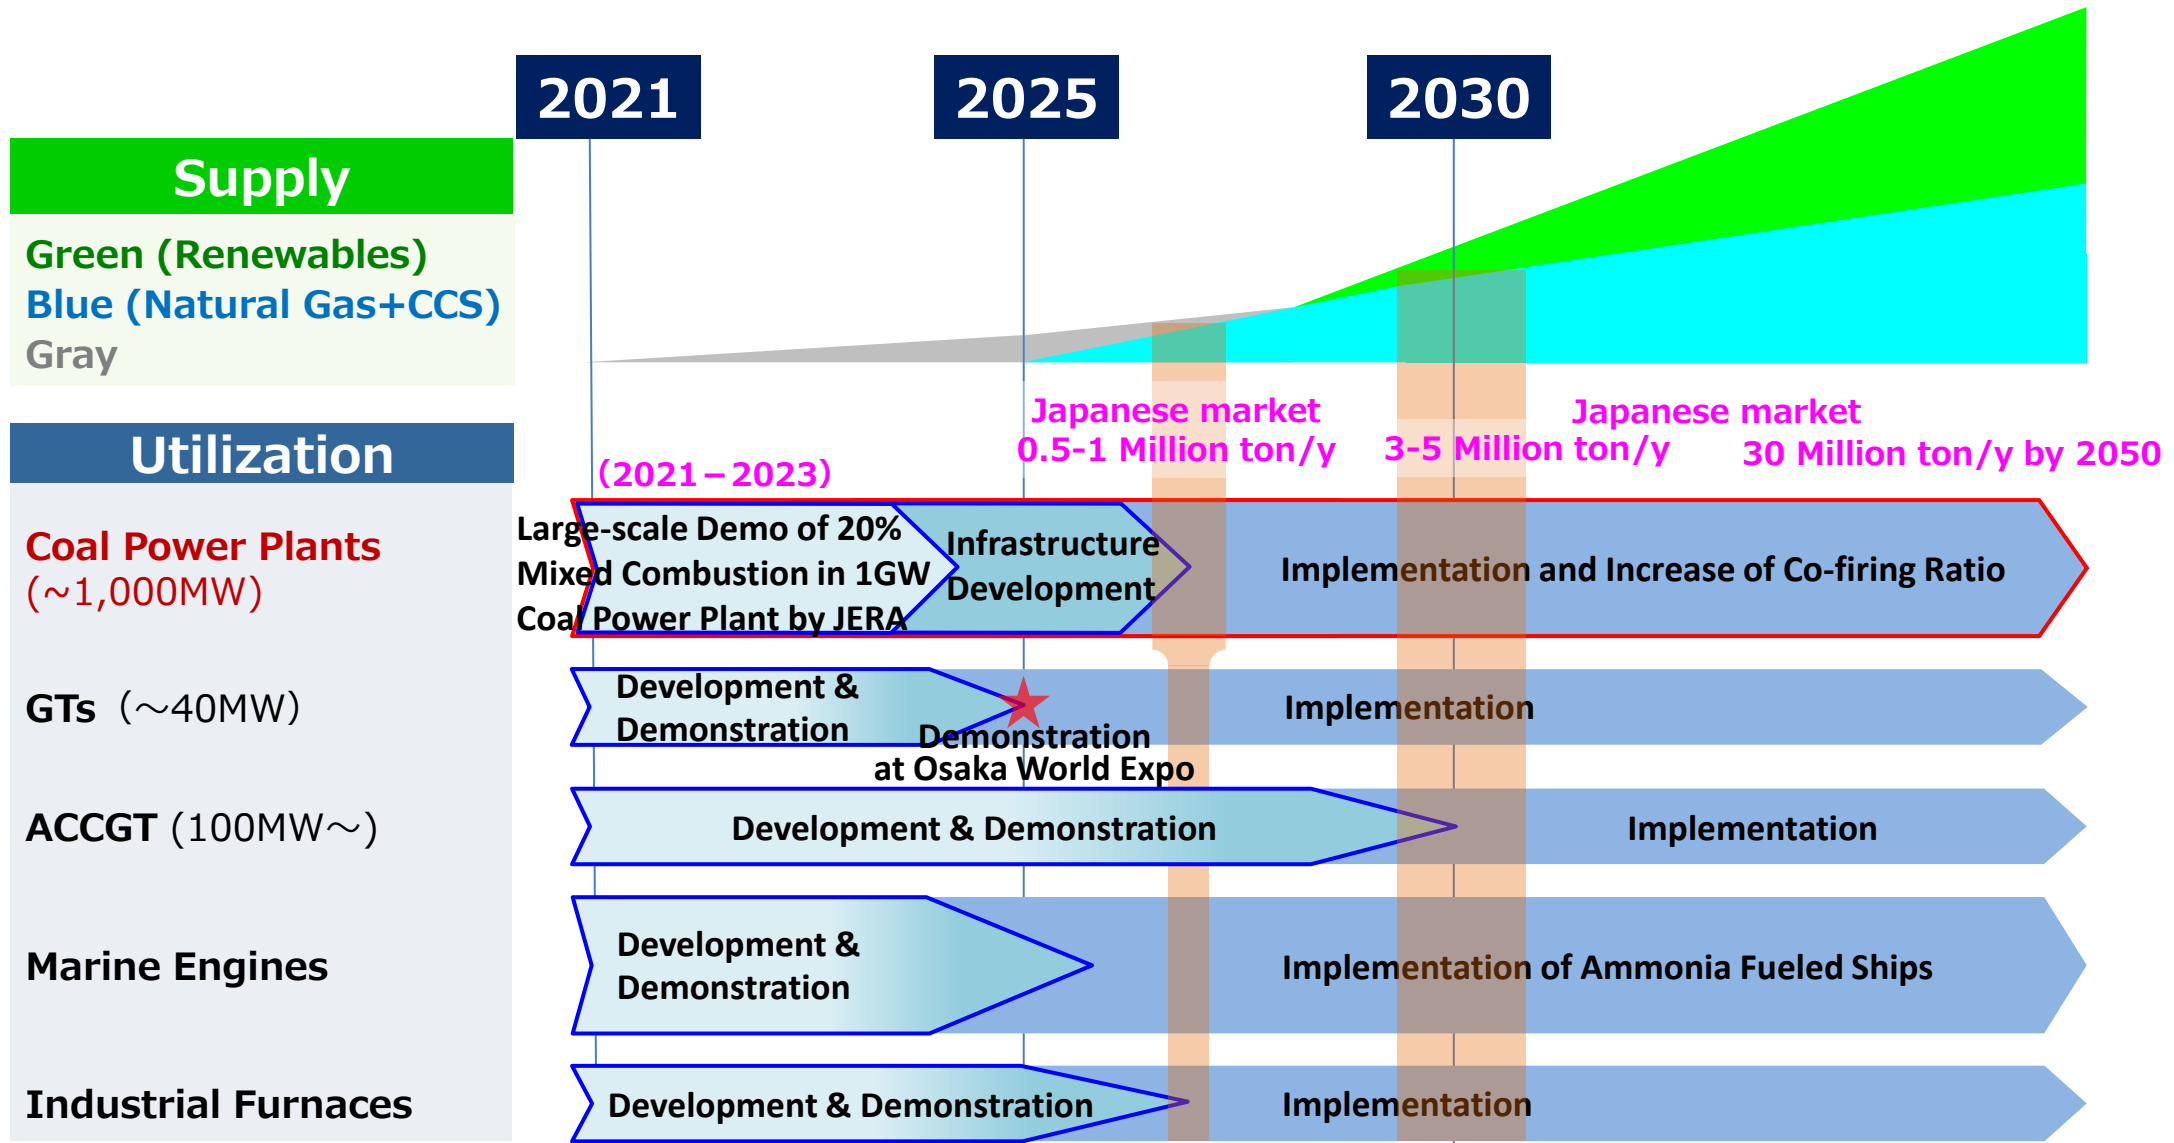 2021
2025
2030
Supply
Green (Renewables)
Blue (Natural Gas+CCS)
Gray
Japanese market
0.5-1 Million ton/y
Japanese market
3-5 Million ton/y
30 Million ton/y by 2050
Utilization
(2021－2023)
Coal Power Plants
(~1,000MW)
Large-scale Demo of 20%
Mixed Combustion in 1GW
Coal Power Plant by JERA
Infrastructure
Development
Implementation and Increase of Co-firing Ratio
GTs（～40MW）
Development &
Demonstration
Demonstration
at Osaka World Expo
Implementation
ACCGT (100MW～)
Development & Demonstration
Implementation
Marine Engines
Development &
Demonstration
Implementation of Ammonia Fueled Ships
Industrial Furnaces
Development & Demonstration
Implementation